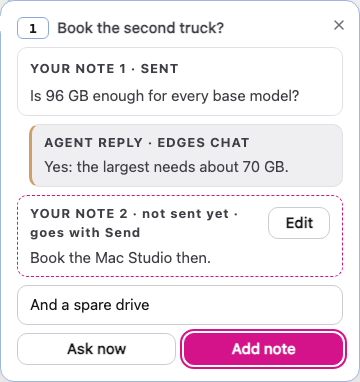 1 Book the second truck?
YOUR NOTE 1 · SENT
Is 96 GB enough for every base model?
AGENT REPLY · EDGES CHAT
Yes: the largest needs about 70 GB.
YOUR NOTE 2 · not sent yet ·
goes with Send
Edit
Book the Mac Studio then.
And a spare drive
Ask now
Add note